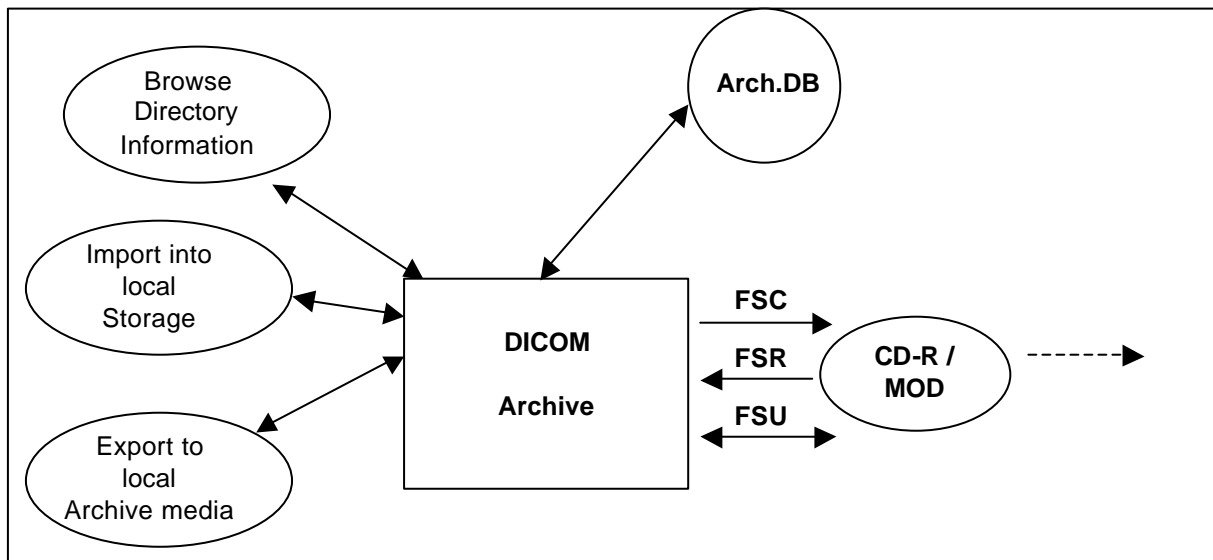 Browse
Directory
Information
Arch.DB
Import into
local
Storage
DICOM
Archive
FSC
FSR
FSU
CD-R /
MOD
Export to
local
Archive media